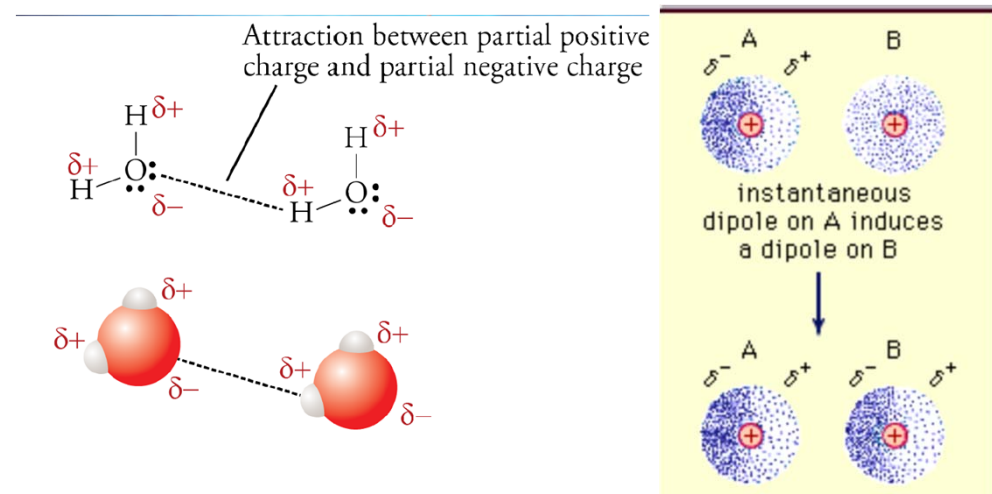 Attraction between partial positive
charge and partial negative charge
H δ+
δ+
H O
δ−
H δ+
δ+
H O
δ−
δ+
δ+
δ−
δ+
δ+
δ−
A B
δ− δ+
+ +
instantaneous
dipole on A induces
a dipole on B
A B
δ− δ+ δ− δ+
+ +